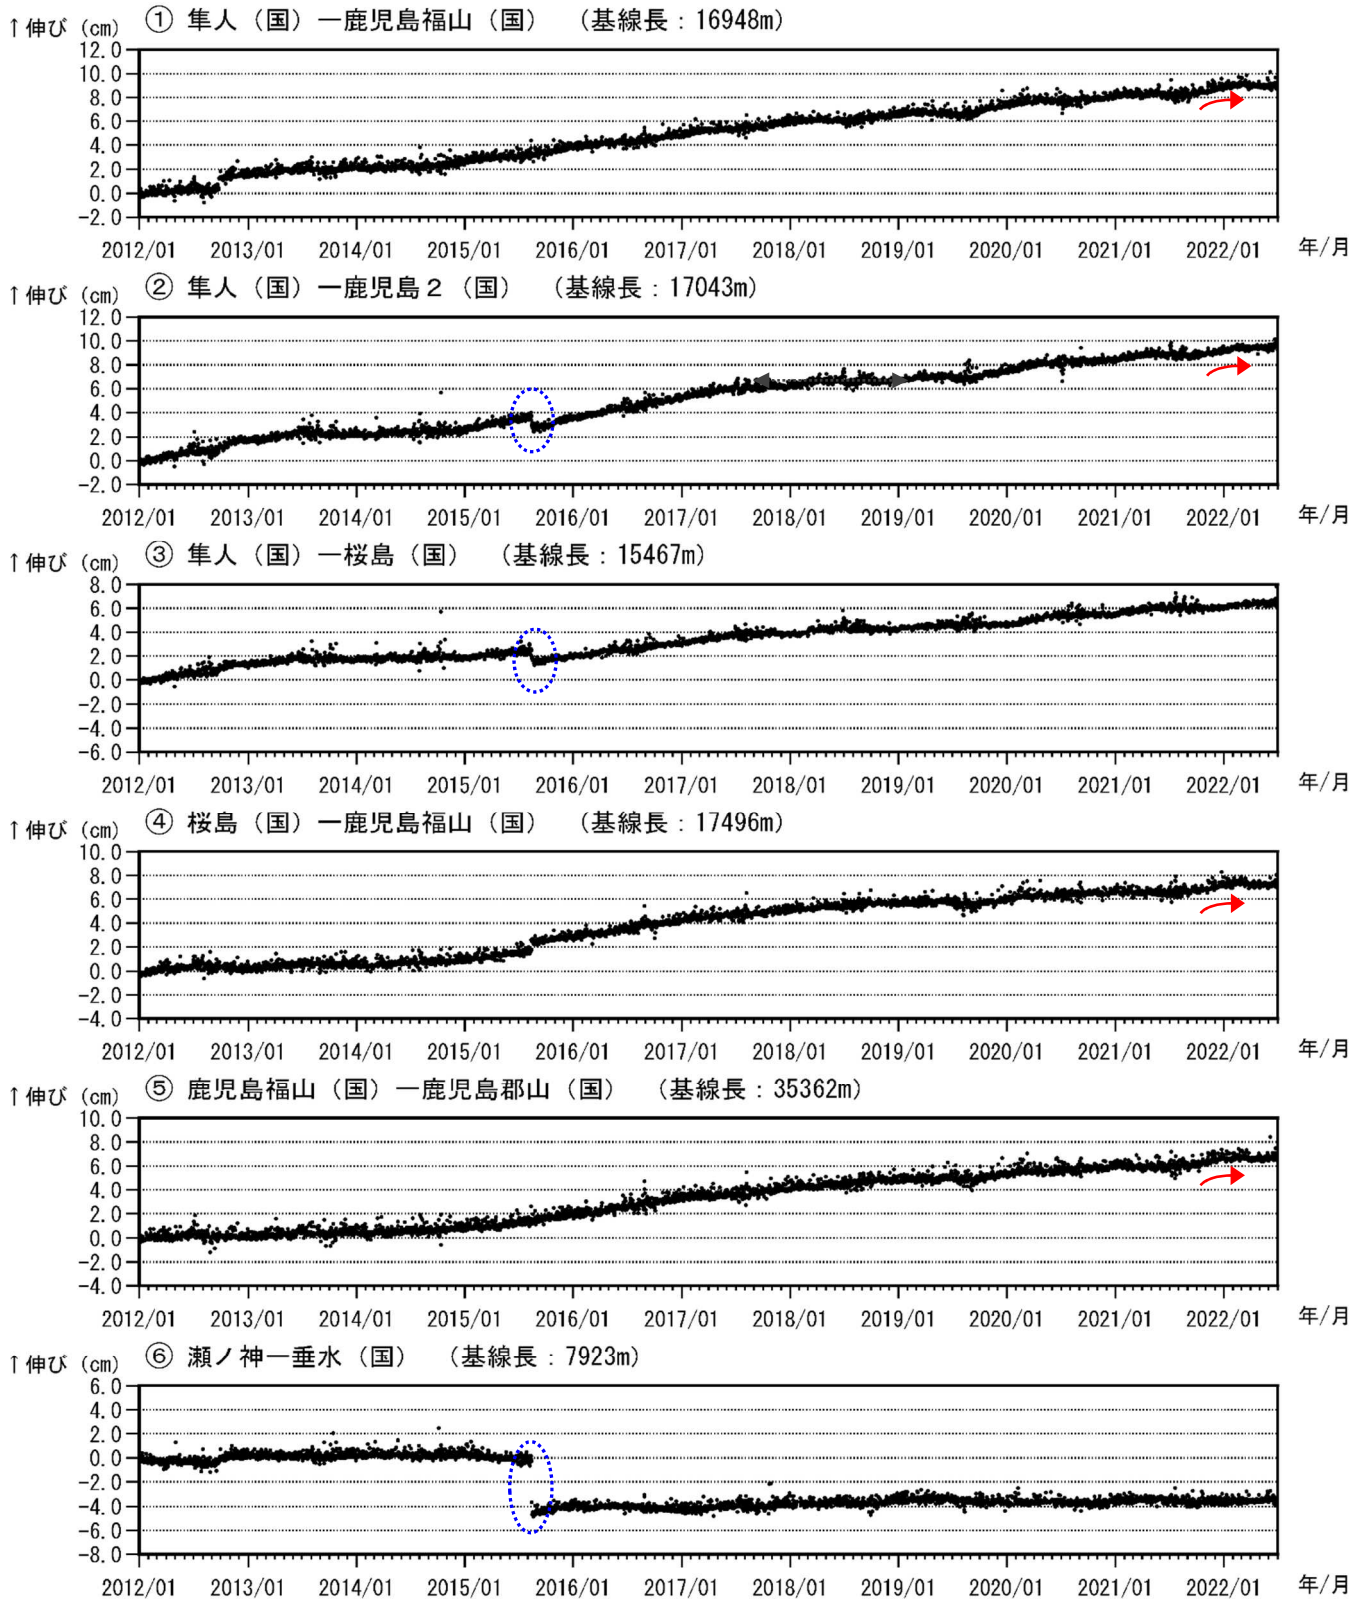 ① 隼人（国）－鹿児島福山（国） （基線長：16948m）
↑伸び（cm）
12.0
10.0
8.0
6.0
4.0
2.0
0.0
-2.0
2012/01 2013/01 2014/01 2015/01 2016/01 2017/01 2018/01 2019/01 2020/01 2021/01 2022/01 年/月
② 隼人（国）－鹿児島２（国） （基線長：17043m）
↑伸び（cm）
12.0
10.0
8.0
6.0
4.0
2.0
0.0
-2.0
2012/01 2013/01 2014/01 2015/01 2016/01 2017/01 2018/01 2019/01 2020/01 2021/01 2022/01 年/月
③ 隼人（国）－桜島（国） （基線長：15467m）
↑伸び（cm）
8.0
6.0
4.0
2.0
0.0
-2.0
-4.0
-6.0
2012/01 2013/01 2014/01 2015/01 2016/01 2017/01 2018/01 2019/01 2020/01 2021/01 2022/01 年/月
④ 桜島（国）－鹿児島福山（国） （基線長：17496m）
↑伸び（cm）
10.0
8.0
6.0
4.0
2.0
0.0
-2.0
-4.0
2012/01 2013/01 2014/01 2015/01 2016/01 2017/01 2018/01 2019/01 2020/01 2021/01 2022/01 年/月
⑤ 鹿児島福山（国）－鹿児島郡山（国） （基線長：35362m）
↑伸び（cm）
10.0
8.0
6.0
4.0
2.0
0.0
-2.0
-4.0
2012/01 2013/01 2014/01 2015/01 2016/01 2017/01 2018/01 2019/01 2020/01 2021/01 2022/01 年/月
⑥ 瀬ノ神－垂水（国） （基線長：7923m）
↑伸び（cm）
6.0
4.0
2.0
0.0
-2.0
-4.0
-6.0
-8.0
2012/01 2013/01 2014/01 2015/01 2016/01 2017/01 2018/01 2019/01 2020/01 2021/01 2022/01 年/月